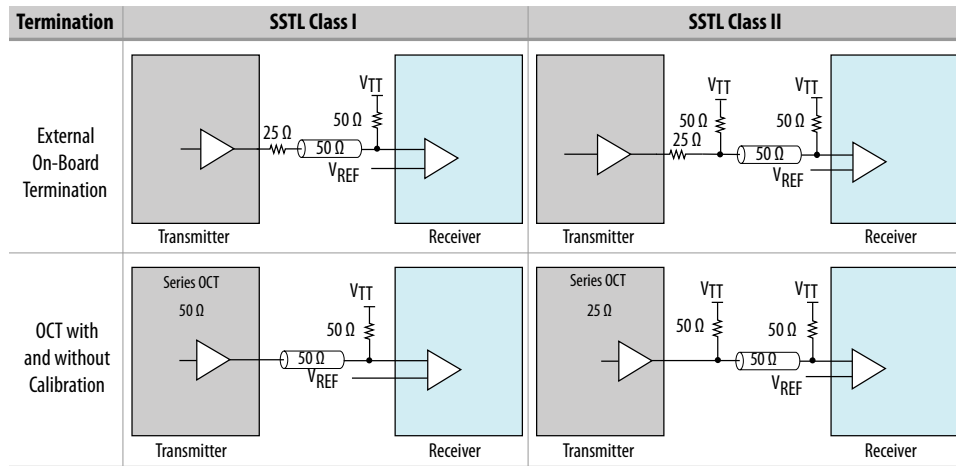 Termination SSTL Class I SSTL Class II
External
On-Board
Termination
VTT
50 Ω
25 Ω
50 Ω
VREF
Transmitter Receiver
VTT VTT
50 Ω 50 Ω
25 Ω
50 Ω
VREF
Transmitter Receiver
OCT with
and without
Calibration
Series OCT
50 Ω
VTT
50 Ω
50 Ω
VREF
Transmitter Receiver
Series OCT
25 Ω
VTT VTT
50 Ω 50 Ω
50 Ω
VREF
Transmitter Receiver